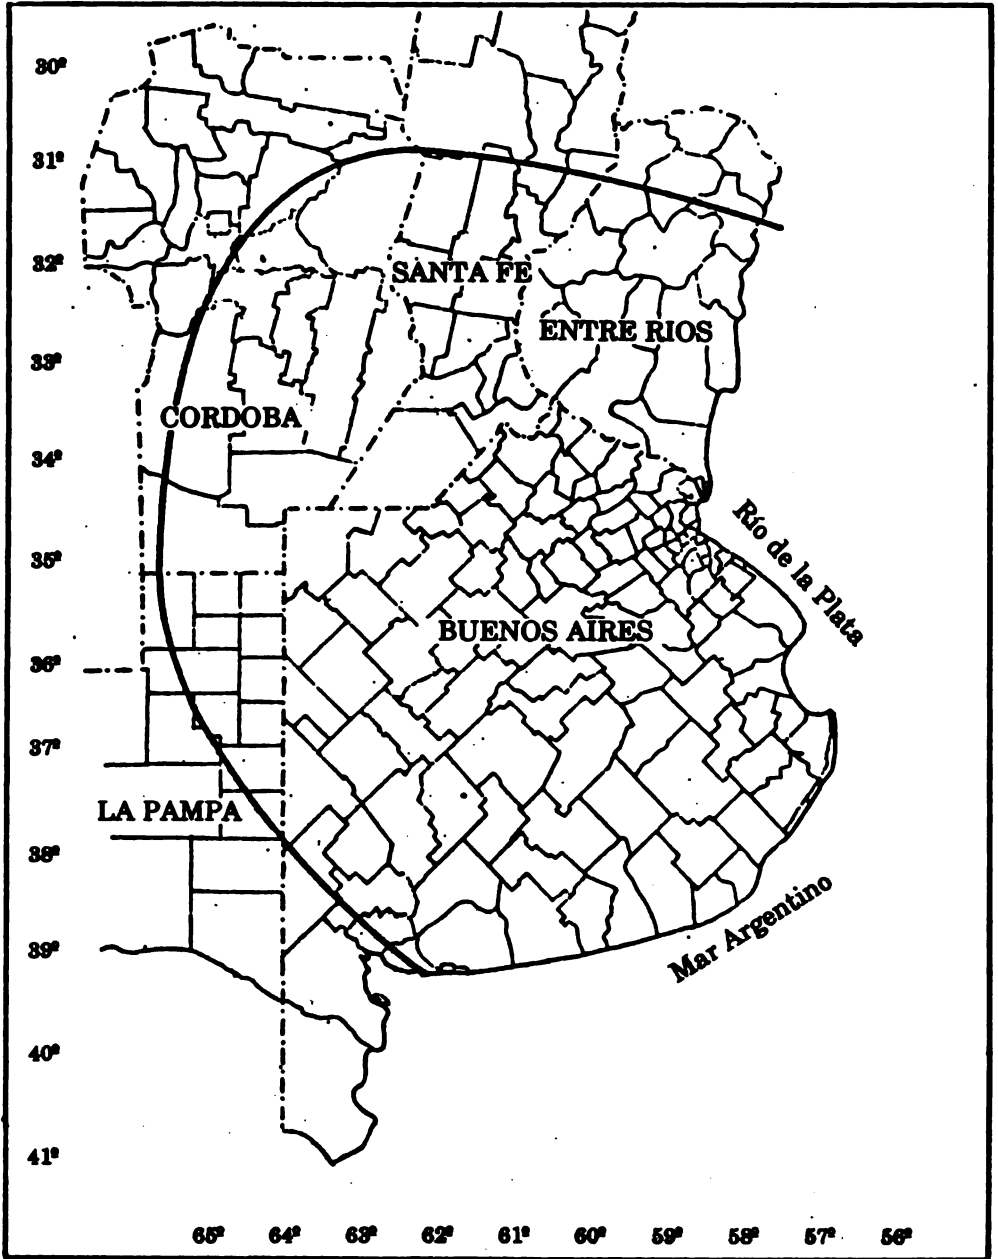 30º
31º
32º
SANTA FE
ENTRE RIOS
33º
CORDOBA
34º
Río de la Plata
35º
BUENOS AIRES
36º
37º
LA PAMPA
38º
Mar Argentino
39º
40º
41º
65º 64º 63º 62º 61º 60º 59º 58º 57º 56º